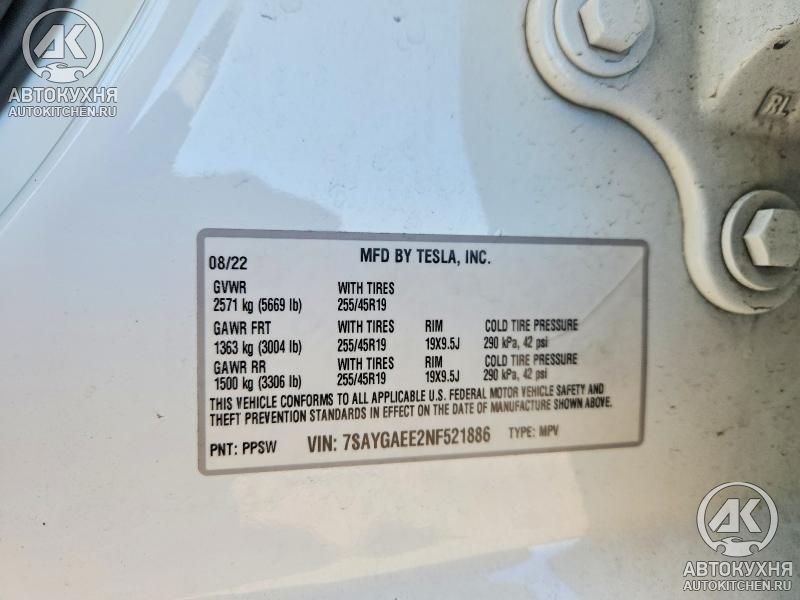 AK
АВТОКУХНЯ
AUTOKITCHEN.RU
RL
08/22 MFD BY TESLA, INC.
GVWR WITH TIRES
2571 kg (5669 lb) 255/45R19
GAWR FRT WITH TIRES RIM COLD TIRE PRESSURE
1363 kg (3004 lb) 255/45R19 19X9.5J 290 kPa, 42 psi
GAWR RR WITH TIRES RIM COLD TIRE PRESSURE
1500 kg (3306 lb) 255/45R19 19X9.5J 290 kPa, 42 psi
THIS VEHICLE CONFORMS TO ALL APPLICABLE U.S. FEDERAL MOTOR VEHICLE SAFETY AND
THEFT PREVENTION STANDARDS IN EFFECT ON THE DATE OF MANUFACTURE SHOWN ABOVE.
PNT: PPSW VIN: 7SAYGAEE2NF521886 TYPE: MPV
AK
АВТОКУХНЯ
AUTOKITCHEN.RU